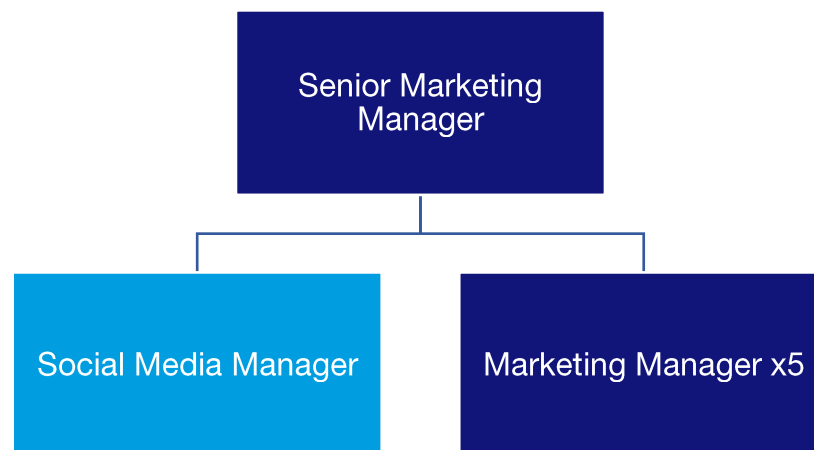 Senior Marketing
Manager
Social Media Manager
Marketing Manager x5